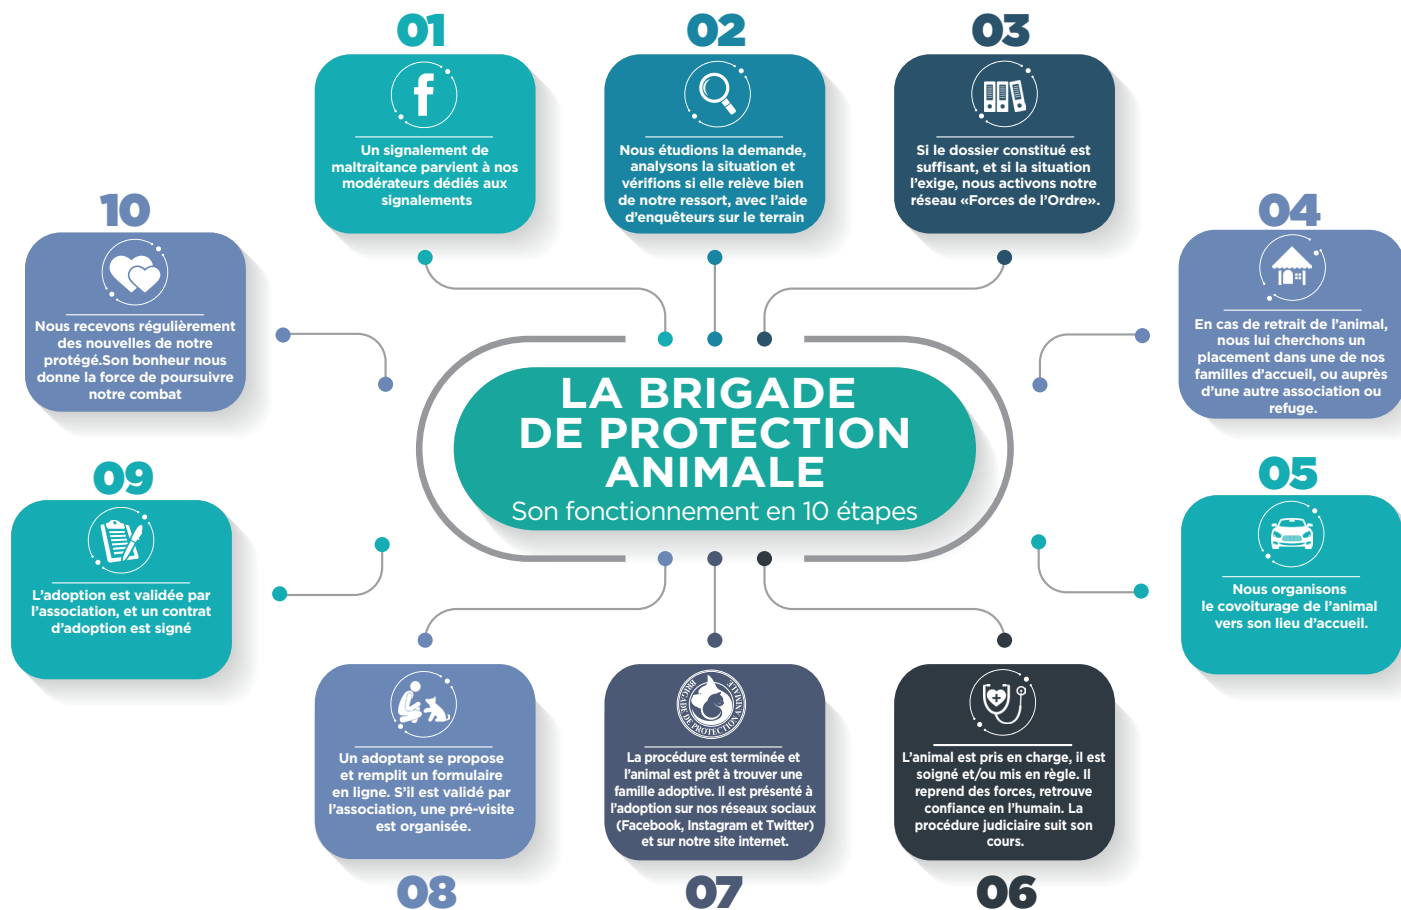 01
Un signalement de
maltraitance parvient à nos
modérateurs dédiés aux
signalements
02
Nous étudions la demande,
analysons la situation et
vérifions si elle relève bien
de notre ressort, avec l'aide
d'enquêteurs sur le terrain
03
Si le dossier constitué est
suffisant, et si la situation
l'exige, nous activons notre
réseau «Forces de l'Ordre».
04
En cas de retrait de l'animal,
nous lui cherchons un
placement dans une de nos
familles d'accueil, ou auprès
d'une autre association ou
refuge.
LA BRIGADE
DE PROTECTION
ANIMALE
Son fonctionnement en 10 étapes
05
Nous organisons
le covoiturage de l'animal
vers son lieu d'accueil.
L'animal est pris en charge, il est
soigné et/ou mis en règle. Il
reprend des forces, retrouve
confiance en l'humain. La
procédure judiciaire suit son
cours.
06
BRIGADE DE PROTECTION ANIMALE
La procédure est terminée et
l'animal est prêt à trouver une
famille adoptive. Il est présenté à
l'adoption sur nos réseaux sociaux
(Facebook, Instagram et Twitter)
et sur notre site internet.
07
Un adoptant se propose
et remplit un formulaire
en ligne. S'il est validé par
l'association, une pré-visite
est organisée.
08
09
L'adoption est validée par
l'association, et un contrat
d'adoption est signé
10
Nous recevons régulièrement
des nouvelles de notre
protégé.Son bonheur nous
donne la force de poursuivre
notre combat